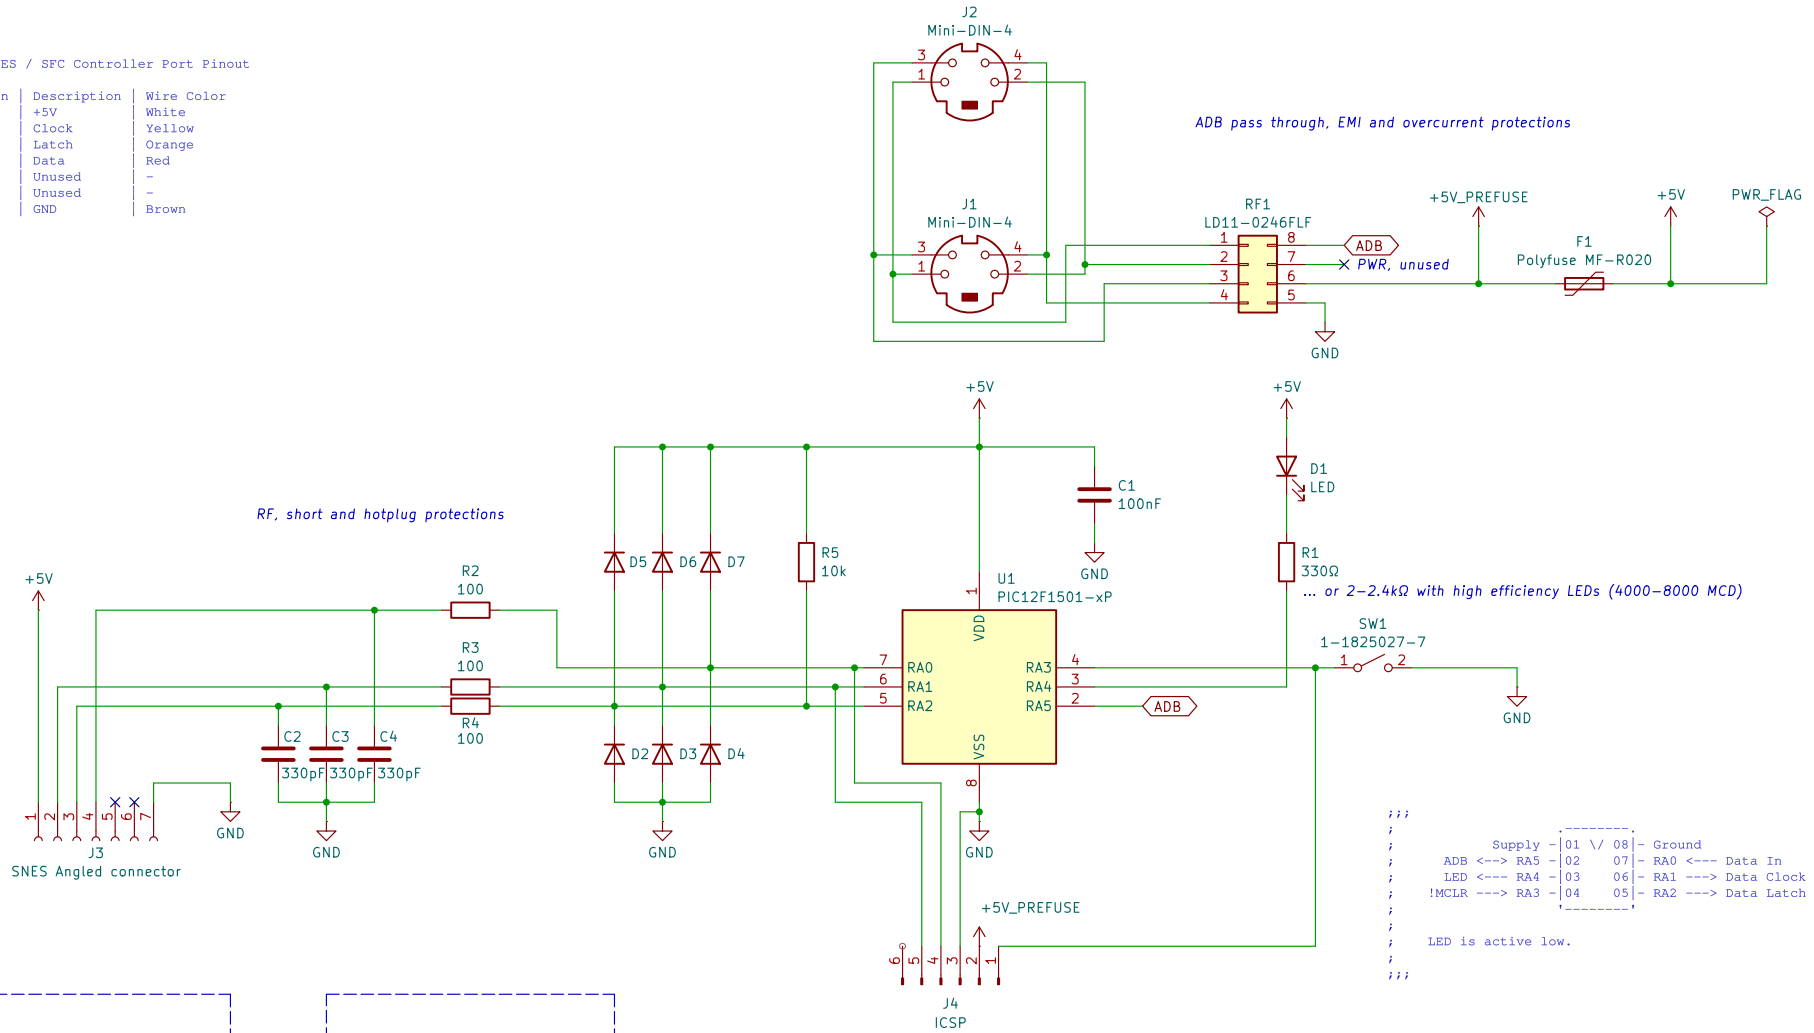 J2
Mini-DIN-4
3
4
1
2
ES / SFC Controller Port Pinout
n | Description | Wire Color
| +5V | White
| Clock | Yellow
| Latch | Orange
| Data | Red
| Unused | -
| Unused | -
| GND | Brown
ADB pass through, EMI and overcurrent protections
J1
Mini-DIN-4
3
4
1
2
RF1
LD11-0246FLF
1
8
2
7
3
6
4
5
ADB
PWR, unused
GND
+5V_PREFUSE
F1
Polyfuse MF-R020
+5V
PWR_FLAG
+5V
+5V
D1
LED
C1
100nF
GND
RF, short and hotplug protections
D5
D6
D7
R5
10k
R1
330Ω
... or 2-2.4kΩ with high efficiency LEDs (4000-8000 MCD)
+5V
R2
100
R3
100
R4
100
U1
PIC12F1501-xP
1
VDD
7
RA0
6
RA1
5
RA2
RA3
4
RA4
3
RA5
2
VSS
8
ADB
SW1
1-1825027-7
1
2
GND
C2
330pF
C3
330pF
C4
330pF
D2
D3
D4
1
2
3
4
5
6
7
J3
SNES Angled connector
GND
GND
GND
GND
+5V_PREFUSE
6
5
4
3
2
1
J4
ICSP
;;;
; .--------.
; Supply -|01 \/ 08|- Ground
; ADB <--> RA5 -|02 07|- RA0 <--- Data In
; LED <--- RA4 -|03 06|- RA1 ---> Data Clock
; !MCLR ---> RA3 -|04 05|- RA2 ---> Data Latch
; '--------'
;
; LED is active low.
;
;;;